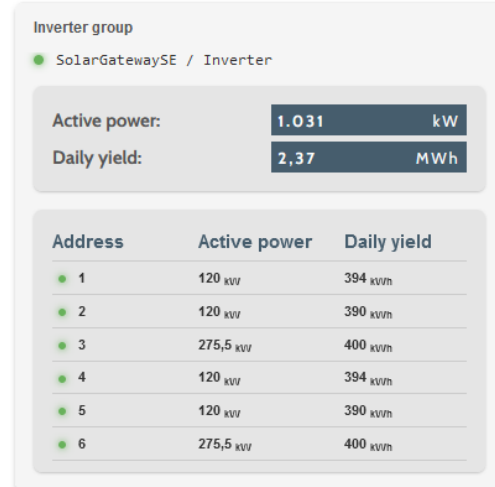 Inverter group
SolarGatewaySE / Inverter
Active power: 1.031 kW
Daily yield: 2,37 MWh
Address Active power Daily yield
1 120 kW 394 kWh
2 120 kW 390 kWh
3 275,5 kW 400 kWh
4 120 kW 394 kWh
5 120 kW 390 kWh
6 275,5 kW 400 kWh